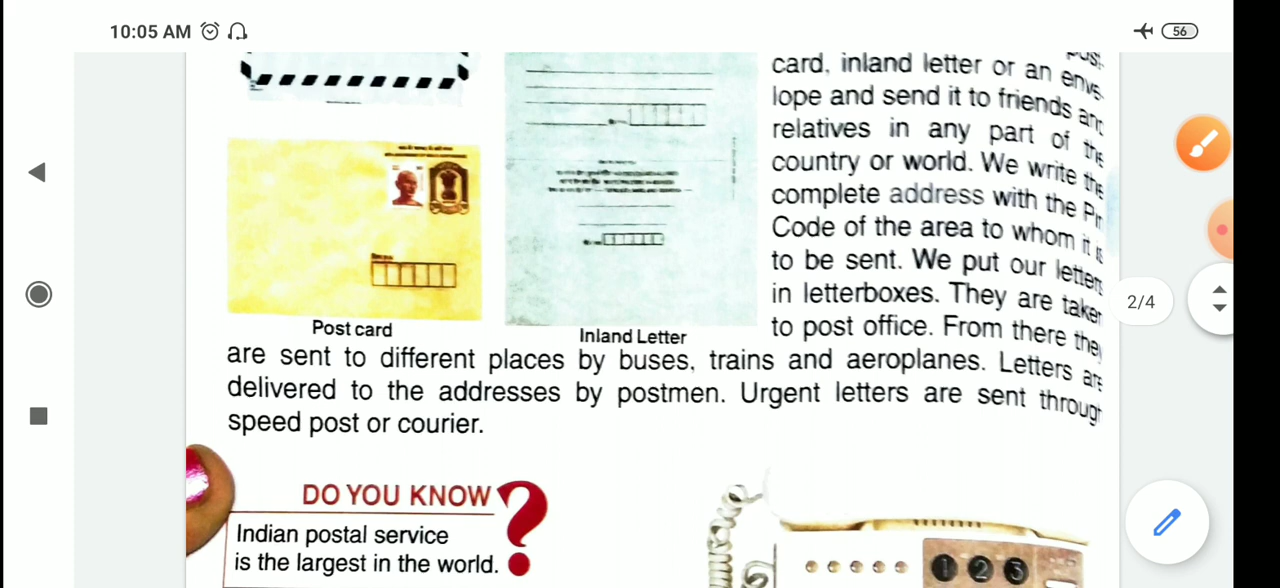 10:05 AM
56
card, inland letter or an enve-
lope and send it to friends and
relatives in any part of the
country or world. We write the
complete address with the Pin
Code of the area to whom it is
to be sent. We put our letters
in letterboxes. They are taken
to post office. From there they
Post card
Inland Letter
are sent to different places by buses, trains and aeroplanes. Letters are
delivered to the addresses by postmen. Urgent letters are sent through
speed post or courier.
2/4
DO YOU KNOW ?
Indian postal service
is the largest in the world.
1 2 3